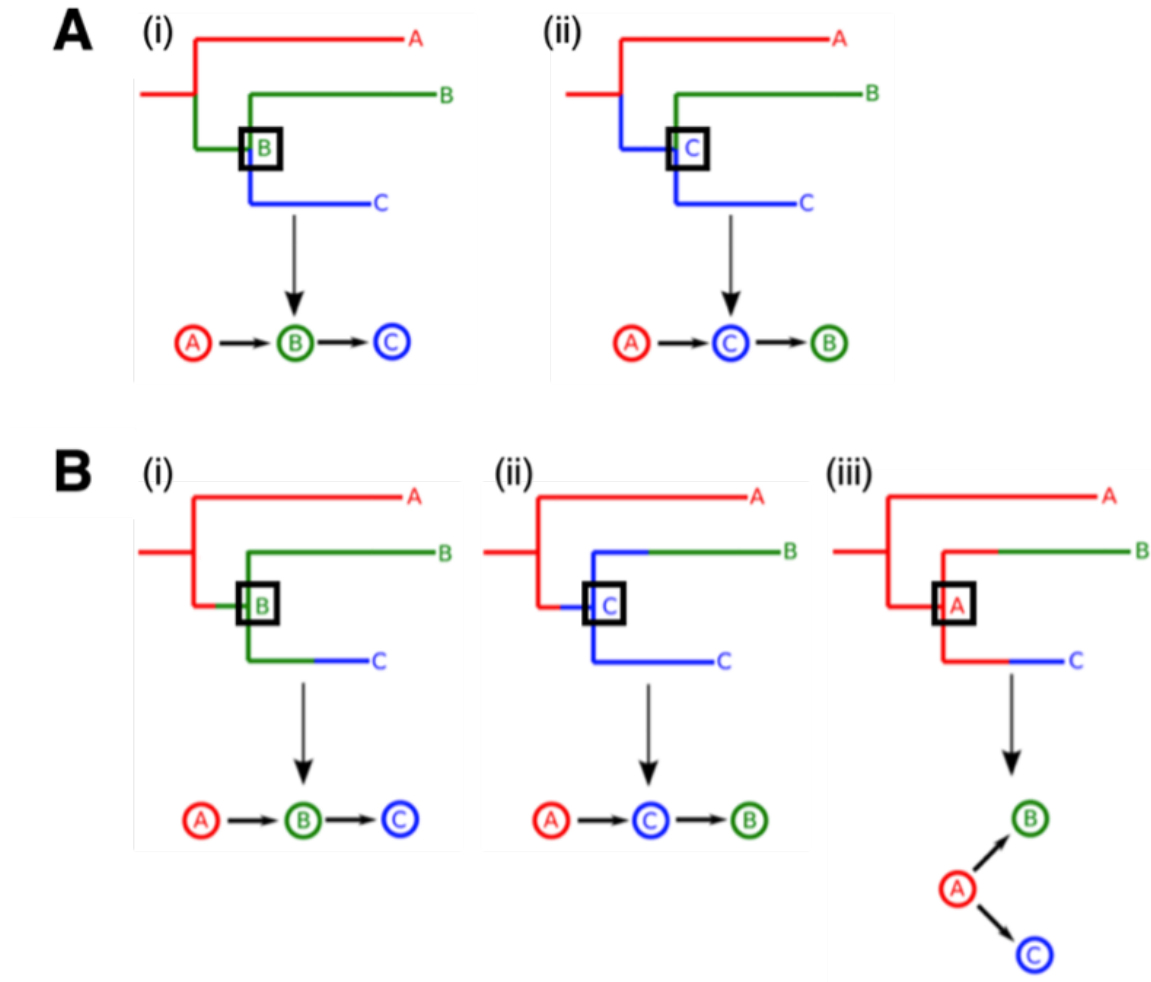 A (i) (ii)
A A
B B
B C
C C
A B C A C B
B (i) (ii) (iii)
A A A
B B B
B C A
C C C
A B C A C B B
A
C